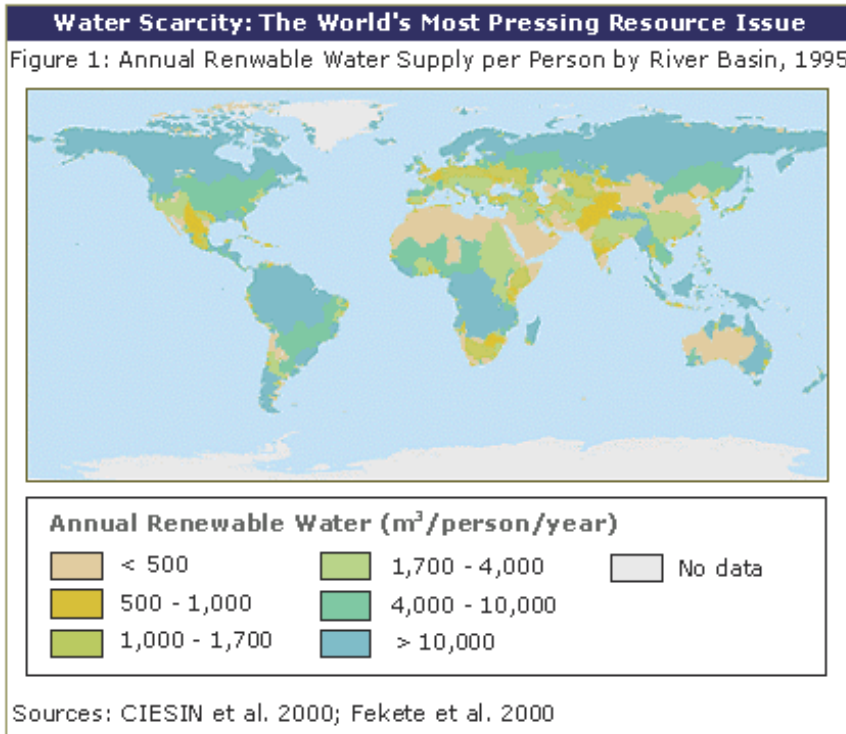 Water Scarcity: The World's Most Pressing Resource Issue
Figure 1: Annual Renwable Water Supply per Person by River Basin, 1995
Annual Renewable Water (m³/person/year)
< 500
1,700 - 4,000
No data
500 - 1,000
4,000 - 10,000
1,000 - 1,700
> 10,000
Sources: CIESIN et al. 2000; Fekete et al. 2000